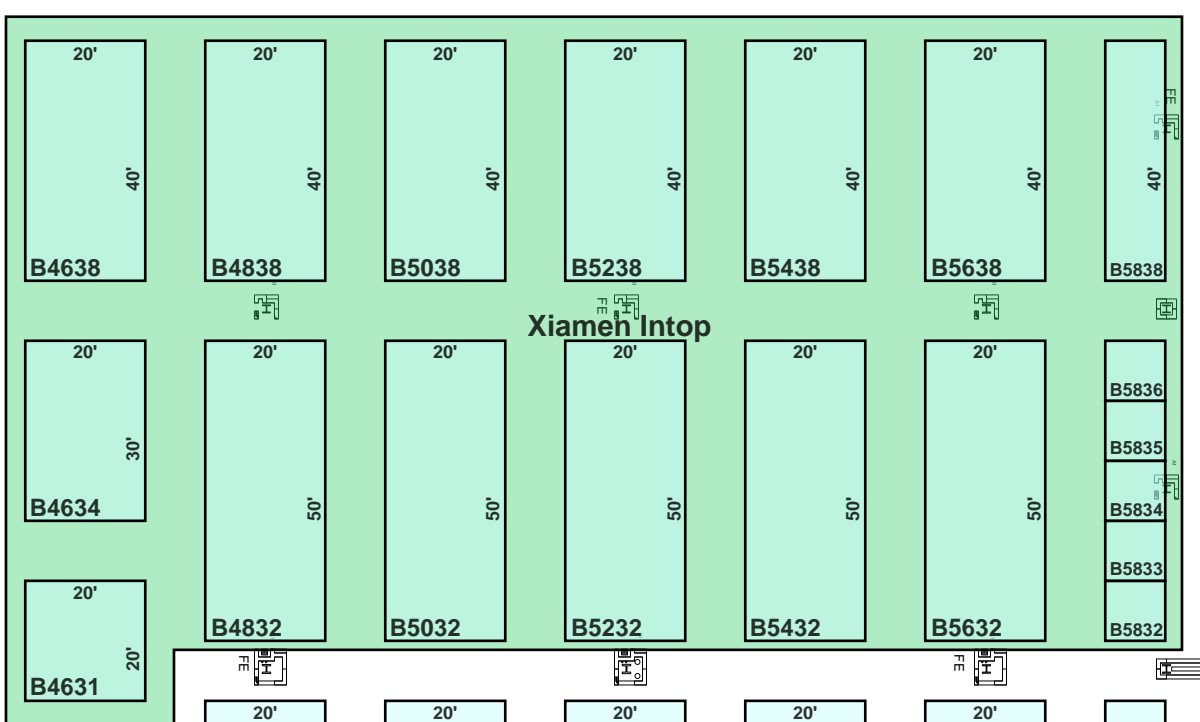 20' 20' 20' 20' 20' 20'
FE
40' 40' 40' 40' 40' 40' 40'
B4638 B4838 B5038 B5238 B5438 B5638 B5838
FE
Xiamen Intop
20' 20' 20' 20' 20' 20'
B5836
30' B5835
B4634 50' 50' 50' 50' 50' B5834
B5833
20'
B4832 B5032 B5232 B5432 B5632 B5832
20' FE FE
B4631
20' 20' 20' 20' 20'